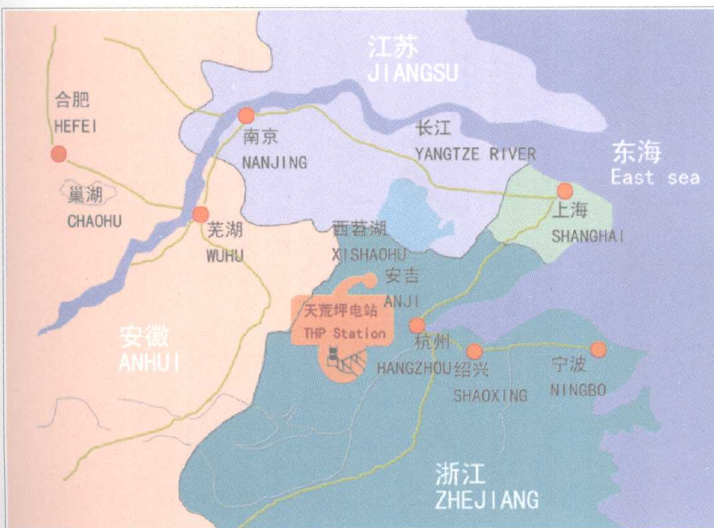 江苏
JIANGSU
合肥
HEFEI
南京
NANJING
长江
YANGTZE RIVER
东海
East sea
巢湖
CHAOHU
芜湖
WUHU
上海
SHANGHAI
西苕湖
XISHAOHU
安吉
ANJI
天荒坪电站
THP Station
安徽
ANHUI
杭州
HANGZHOU
绍兴
SHAOXING
宁波
NINGBO
浙江
ZHEJIANG